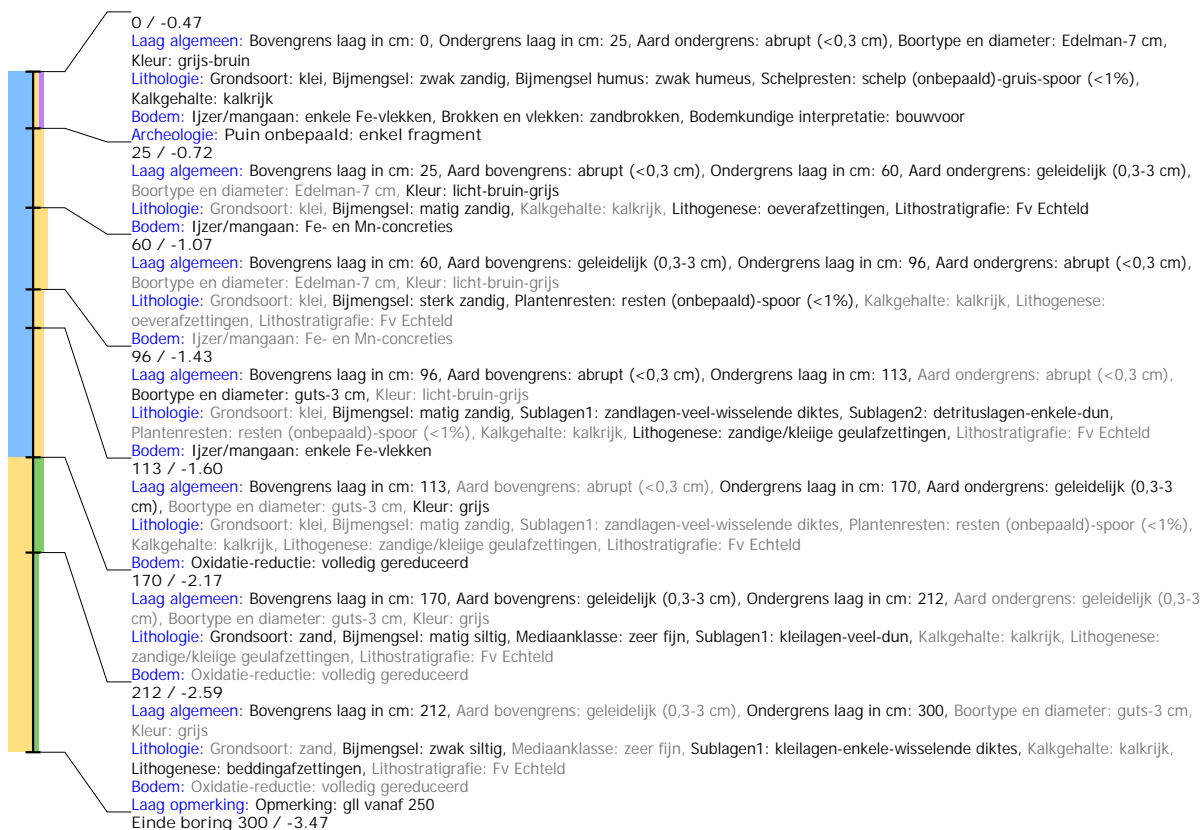 0 / -0.47
Laag algemeen: Bovengrens laag in cm: 0, Ondergrens laag in cm: 25, Aard ondergrens: abrupt (<0,3 cm), Boortype en diameter: Edelman-7 cm,
Kleur: grijs-bruin
Lithologie: Grondsoort: klei, Bijmengsel: zwak zandig, Bijmengsel humus: zwak humeus, Schelpresten: schelp (onbepaald)-gruis-spoor (<1%),
Kalkgehalte: kalkrijk
Bodem: Ijzer/mangaan: enkele Fe-vlekken, Brokken en vlekken: zandbrokken, Bodemkundige interpretatie: bouwvoor
Archeologie: Puin onbepaald: enkel fragment
25 / -0.72
Laag algemeen: Bovengrens laag in cm: 25, Aard bovengrens: abrupt (<0,3 cm), Ondergrens laag in cm: 60, Aard ondergrens: geleidelijk (0,3-3 cm),
Boortype en diameter: Edelman-7 cm, Kleur: licht-bruin-grijs
Lithologie: Grondsoort: klei, Bijmengsel: matig zandig, Kalkgehalte: kalkrijk, Lithogenese: oeverafzettingen, Lithostratigrafie: Fv Echteld
Bodem: Ijzer/mangaan: Fe- en Mn-concreties
60 / -1.07
Laag algemeen: Bovengrens laag in cm: 60, Aard bovengrens: geleidelijk (0,3-3 cm), Ondergrens laag in cm: 96, Aard ondergrens: abrupt (<0,3 cm),
Boortype en diameter: Edelman-7 cm, Kleur: licht-bruin-grijs
Lithologie: Grondsoort: klei, Bijmengsel: sterk zandig, Plantenresten: resten (onbepaald)-spoor (<1%), Kalkgehalte: kalkrijk, Lithogenese:
oeverafzettingen, Lithostratigrafie: Fv Echteld
Bodem: Ijzer/mangaan: Fe- en Mn-concreties
96 / -1.43
Laag algemeen: Bovengrens laag in cm: 96, Aard bovengrens: abrupt (<0,3 cm), Ondergrens laag in cm: 113, Aard ondergrens: abrupt (<0,3 cm),
Boortype en diameter: guts-3 cm, Kleur: licht-bruin-grijs
Lithologie: Grondsoort: klei, Bijmengsel: matig zandig, Sublagen1: zandlagen-veel-wisselende diktes, Sublagen2: detrituslagen-enkele-dun,
Plantenresten: resten (onbepaald)-spoor (<1%), Kalkgehalte: kalkrijk, Lithogenese: zandige/kleiige geulafzettingen, Lithostratigrafie: Fv Echteld
Bodem: Ijzer/mangaan: enkele Fe-vlekken
113 / -1.60
Laag algemeen: Bovengrens laag in cm: 113, Aard bovengrens: abrupt (<0,3 cm), Ondergrens laag in cm: 170, Aard ondergrens: geleidelijk (0,3-3
cm), Boortype en diameter: guts-3 cm, Kleur: grijs
Lithologie: Grondsoort: klei, Bijmengsel: matig zandig, Sublagen1: zandlagen-veel-wisselende diktes, Plantenresten: resten (onbepaald)-spoor (<1%),
Kalkgehalte: kalkrijk, Lithogenese: zandige/kleiige geulafzettingen, Lithostratigrafie: Fv Echteld
Bodem: Oxidatie-reductie: volledig gereduceerd
170 / -2.17
Laag algemeen: Bovengrens laag in cm: 170, Aard bovengrens: geleidelijk (0,3-3 cm), Ondergrens laag in cm: 212, Aard ondergrens: geleidelijk (0,3-3
cm), Boortype en diameter: guts-3 cm, Kleur: grijs
Lithologie: Grondsoort: zand, Bijmengsel: matig siltig, Mediaanklasse: zeer fijn, Sublagen1: kleilagen-veel-dun, Kalkgehalte: kalkrijk, Lithogenese:
zandige/kleiige geulafzettingen, Lithostratigrafie: Fv Echteld
Bodem: Oxidatie-reductie: volledig gereduceerd
212 / -2.59
Laag algemeen: Bovengrens laag in cm: 212, Aard bovengrens: geleidelijk (0,3-3 cm), Ondergrens laag in cm: 300, Boortype en diameter: guts-3 cm,
Kleur: grijs
Lithologie: Grondsoort: zand, Bijmengsel: zwak siltig, Mediaanklasse: zeer fijn, Sublagen1: kleilagen-enkele-wisselende diktes, Kalkgehalte: kalkrijk,
Lithogenese: beddingafzettingen, Lithostratigrafie: Fv Echteld
Bodem: Oxidatie-reductie: volledig gereduceerd
Laag opmerking: Opmerking: gll vanaf 250
Einde boring 300 / -3.47